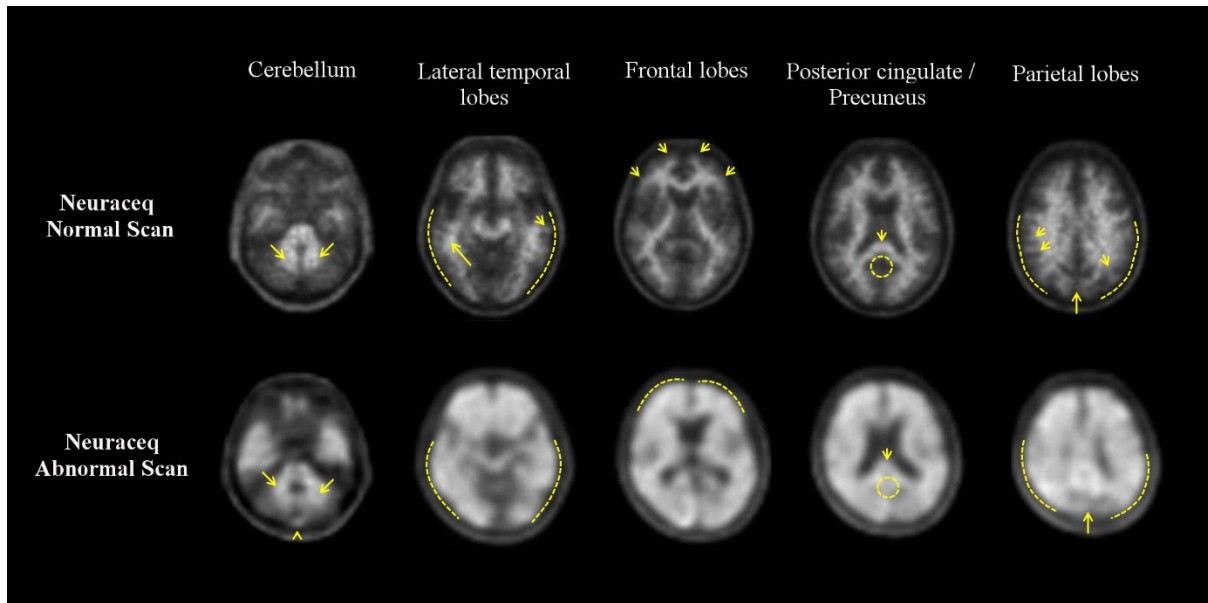 Cerebellum
Lateral temporal
lobes
Frontal lobes
Posterior cingulate /
Precuneus
Parietal lobes
Neuraceq
Normal Scan
Neuraceq
Abnormal Scan